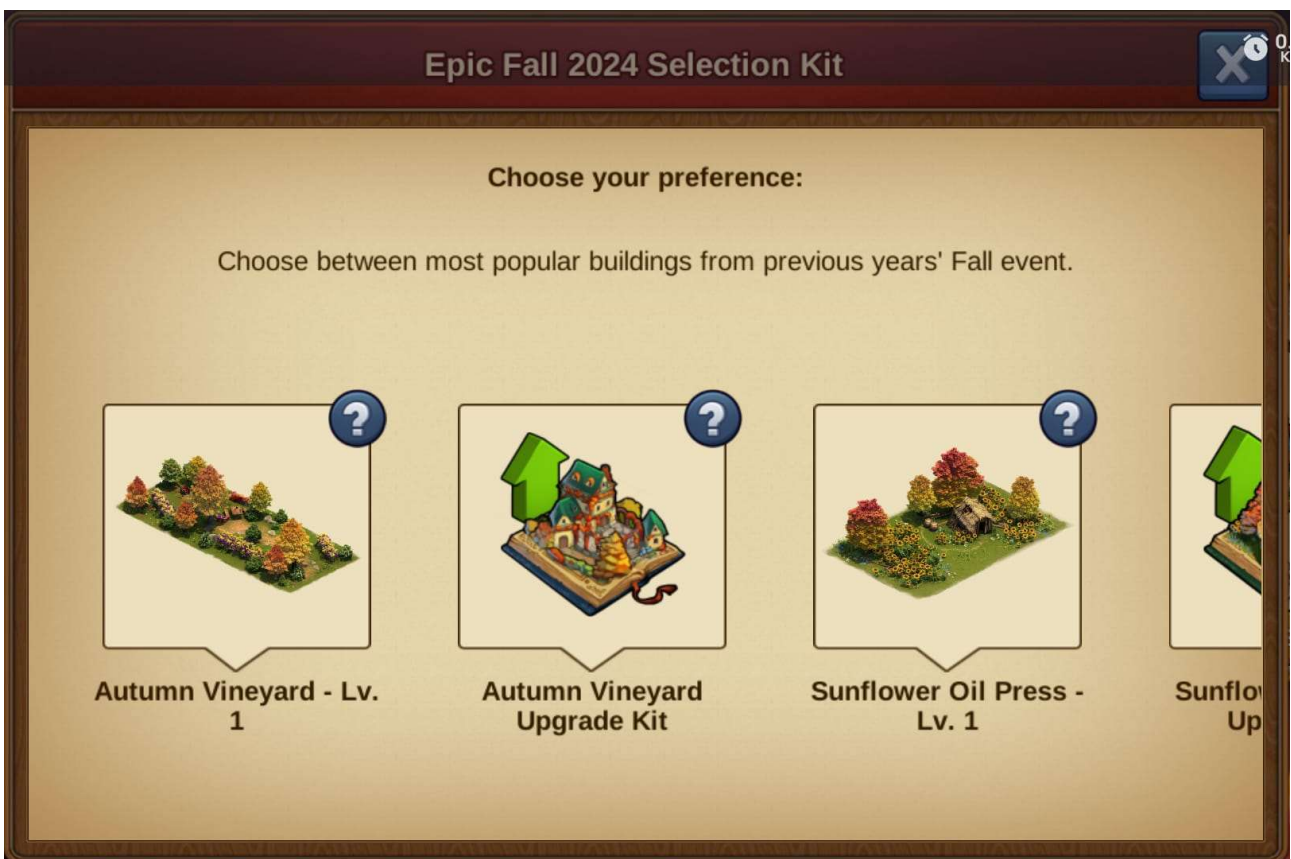 Epic Fall 2024 Selection Kit
Choose your preference:
Choose between most popular buildings from previous years' Fall event.
Autumn Vineyard - Lv.
1
Autumn Vineyard
Upgrade Kit
Sunflower Oil Press -
Lv. 1